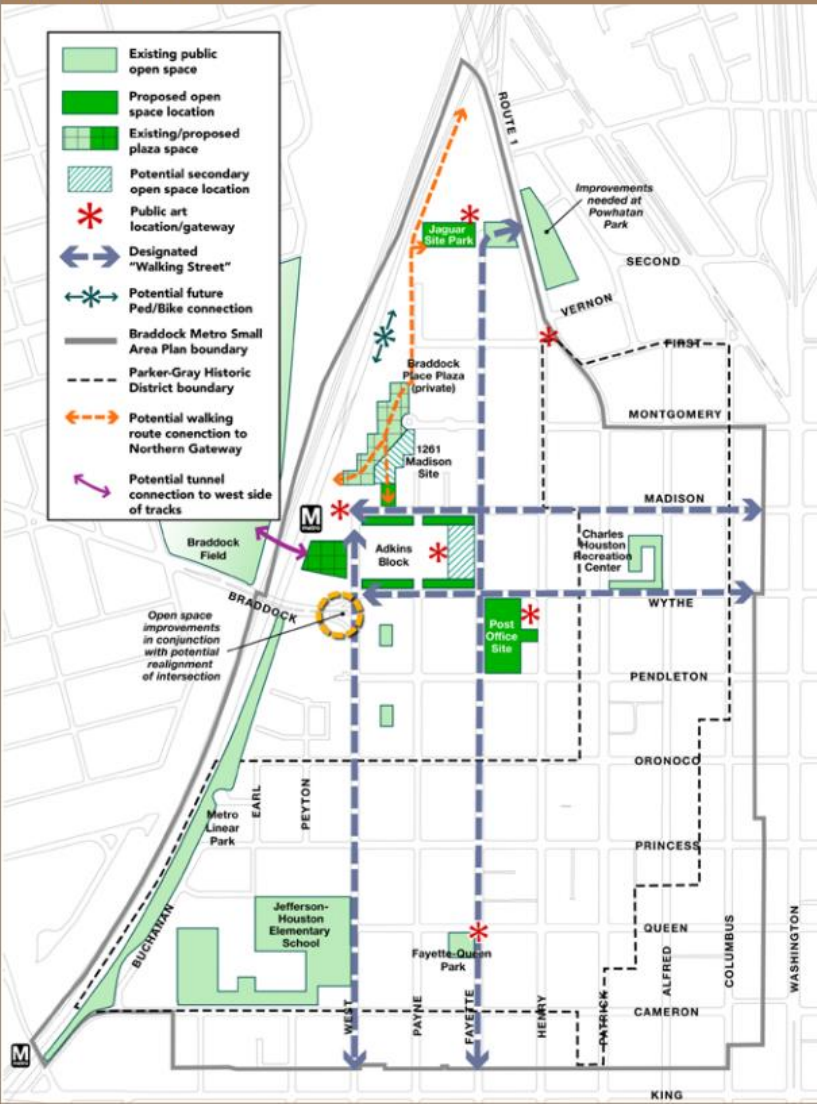 Existing public
open space
Proposed open
space location
Existing/proposed
plaza space
Potential secondary
open space location
Public art
location/gateway
Designated
"Walking Street"
Potential future
Ped/Bike connection
Braddock Metro Small
Area Plan boundary
Parker-Gray Historic
District boundary
Potential walking
route conenction to
Northern Gateway
Potential tunnel
connection to west side
of tracks
ROUTE 1
Improvements
needed at
Powhatan
Park
Jaguar
Site Park
SECOND
VERNON
FIRST
Braddock
Place Plaza
(private)
MONTGOMERY
1261
Madison
Site
MADISON
M
metro
Braddock
Field
Adkins
Block
Charles
Houston
Recreation
Center
BRADDOCK
WYTHE
Open space
improvements
in conjunction
with potential
realignment
of intersection
Post
Office
Site
PENDLETON
ORONOCO
EARL
PEYTON
Metro
Linear
Park
PRINCESS
Jefferson-
Houston
Elementary
School
QUEEN
Fayette-Queen
Park
BUCHANAN
WEST
PAYNE
FAYETTE
HENRY
PATRICK
ALFRED
COLUMBUS
WASHINGTON
CAMERON
M
metro
KING